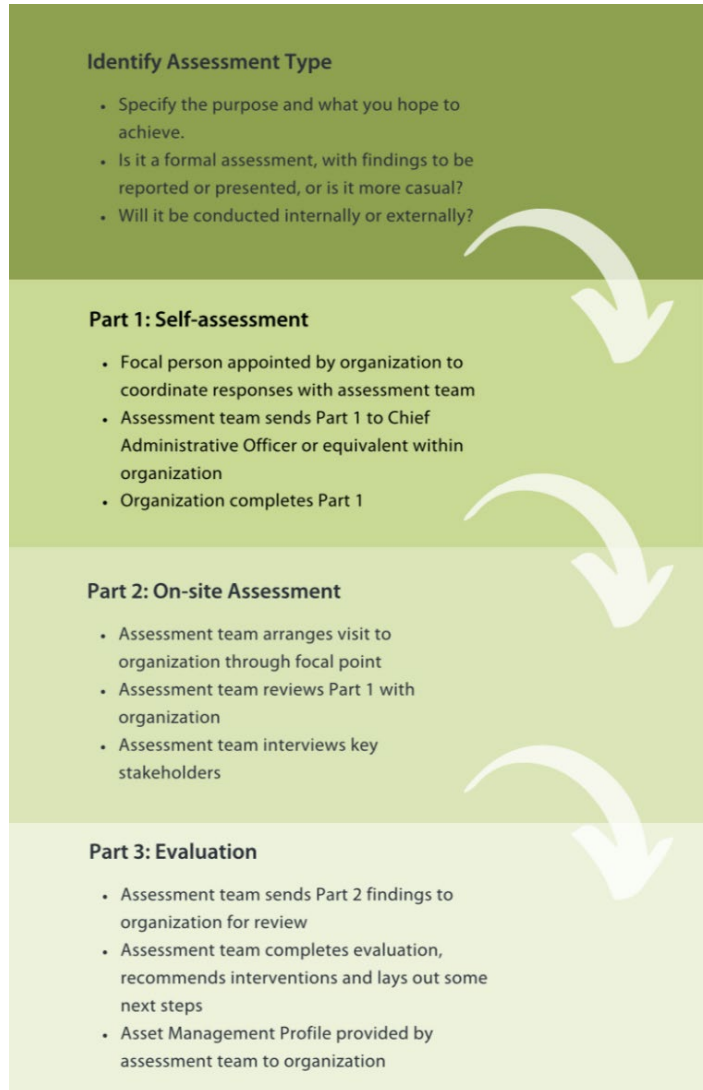 Identify Assessment Type
• Specify the purpose and what you hope to
achieve.
• Is it a formal assessment, with findings to be
reported or presented, or is it more casual?
• Will it be conducted internally or externally?
Part 1: Self-assessment
• Focal person appointed by organization to
coordinate responses with assessment team
• Assessment team sends Part 1 to Chief
Administrative Officer or equivalent within
organization
• Organization completes Part 1
Part 2: On-site Assessment
• Assessment team arranges visit to
organization through focal point
• Assessment team reviews Part 1 with
organization
• Assessment team interviews key
stakeholders
Part 3: Evaluation
• Assessment team sends Part 2 findings to
organization for review
• Assessment team completes evaluation,
recommends interventions and lays out some
next steps
• Asset Management Profile provided by
assessment team to organization